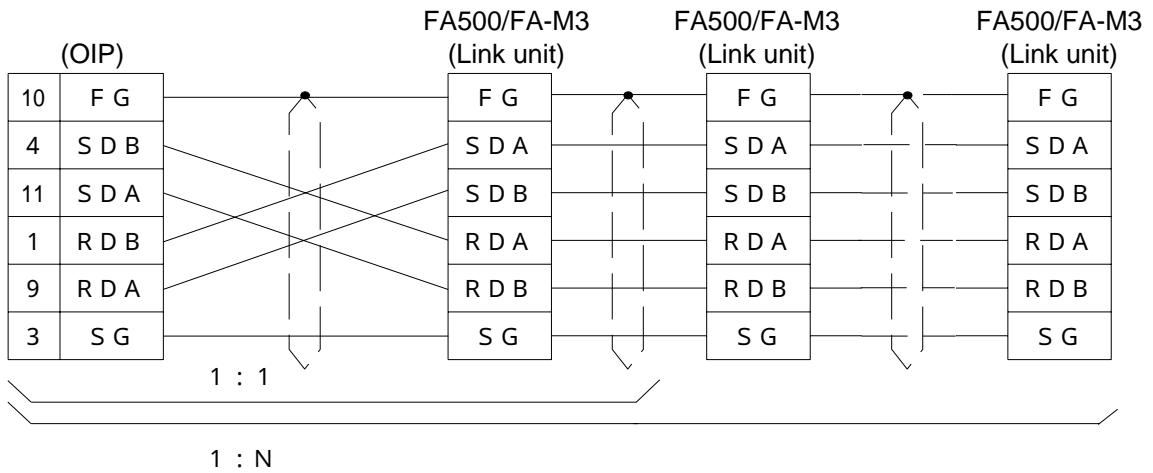 FA500/FA-M3 FA500/FA-M3 FA500/FA-M3
(OIP) (Link unit) (Link unit) (Link unit)
10 F G F G F G F G
4 S D B S D A S D A S D A
11 S D A S D B S D B S D B
1 R D B R D A R D A R D A
9 R D A R D B R D B R D B
3 S G S G S G S G
1 : 1
1 : N